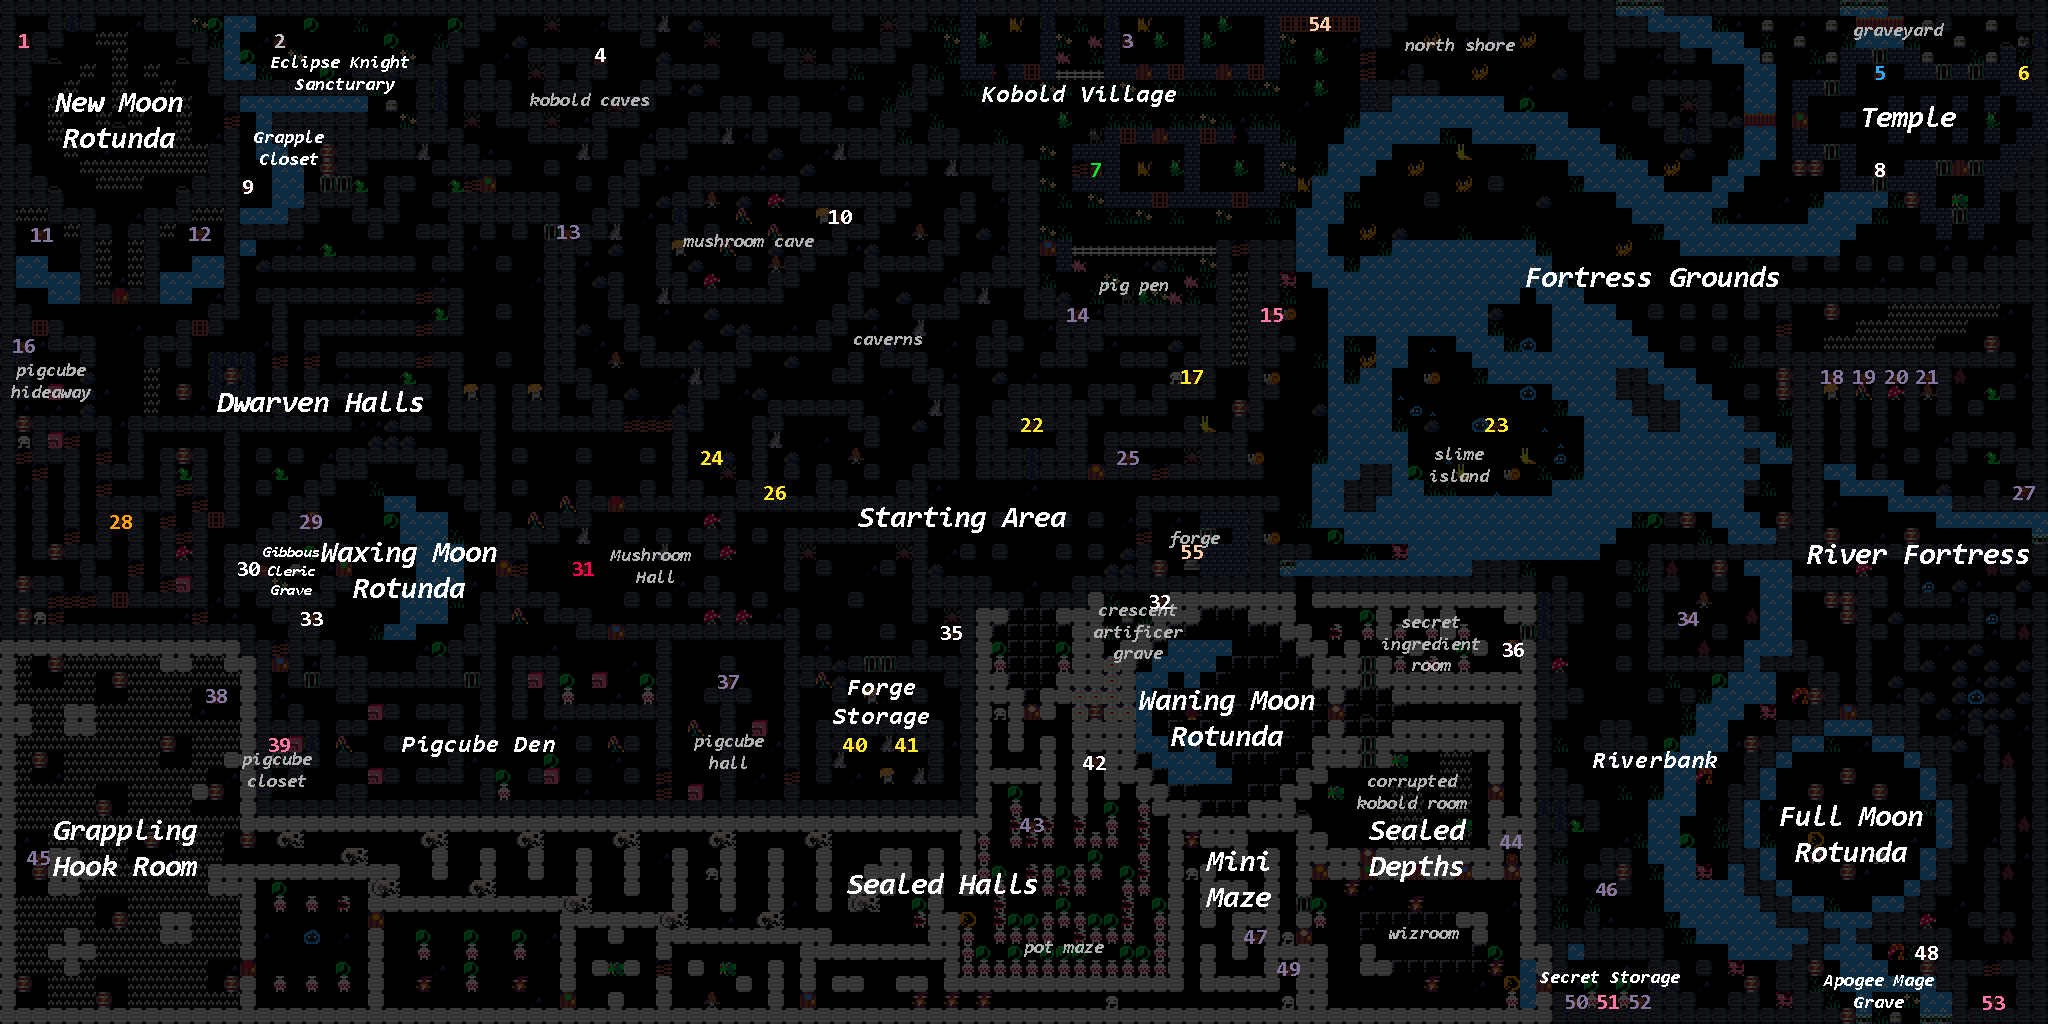 54
1
2
3
north shore
graveyard
4
Eclipse Knight
Sancturary
5
6
kobold caves
Kobold Village
New Moon
Rotunda
Temple
Grapple
Closet
7
8
9
10
11
12
13
mushroom cave
Fortress Grounds
pig pen
14
15
caverns
16
pigcube
hideaway
17
18 19 20 21
Dwarven Halls
22
23
24
25
slime
island
26
27
28
29
Starting Area
forge
55
Gibbous
Cleric
Grave
Waxing Moon
Rotunda
30
31
Mushroom
Hall
River Fortress
32
crescent
artificer
grave
33
34
35
secret
ingredient
room
36
37
38
Forge
Storage
Waning Moon
Rotunda
39
pigcube
closet
Pigcube Den
pigcube
hall
40 41
42
Riverbank
corrupted
kobold room
Sealed
Depths
Full Moon
Rotunda
Grappling
Hook Room
43
44
45
Mini
Maze
Sealed Halls
46
47
pot maze
wizroom
48
49
Secret Storage
50 51 52
Apogee Mage
Grave
53